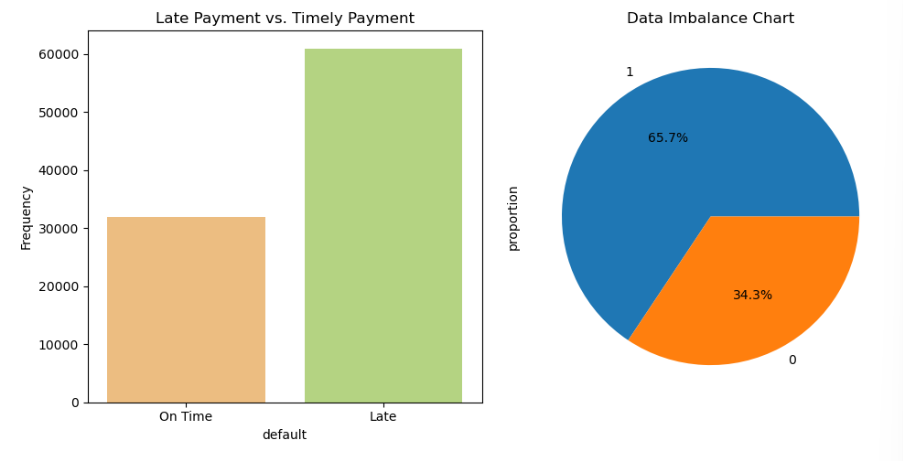 Late Payment vs. Timely Payment
60000
50000
40000
30000
20000
10000
0
Frequency
On Time
Late
default
Data Imbalance Chart
1
65.7%
34.3%
0
proportion